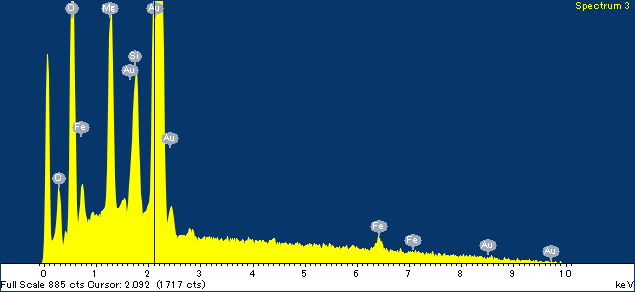 Spectrum 3
O Mg Au
Si
Au
Fe
Au
C
Fe
Fe
Au
Au
0 1 2 3 4 5 6 7 8 9 10
Full Scale 885 cts Cursor: 2.092 (1717 cts) keV